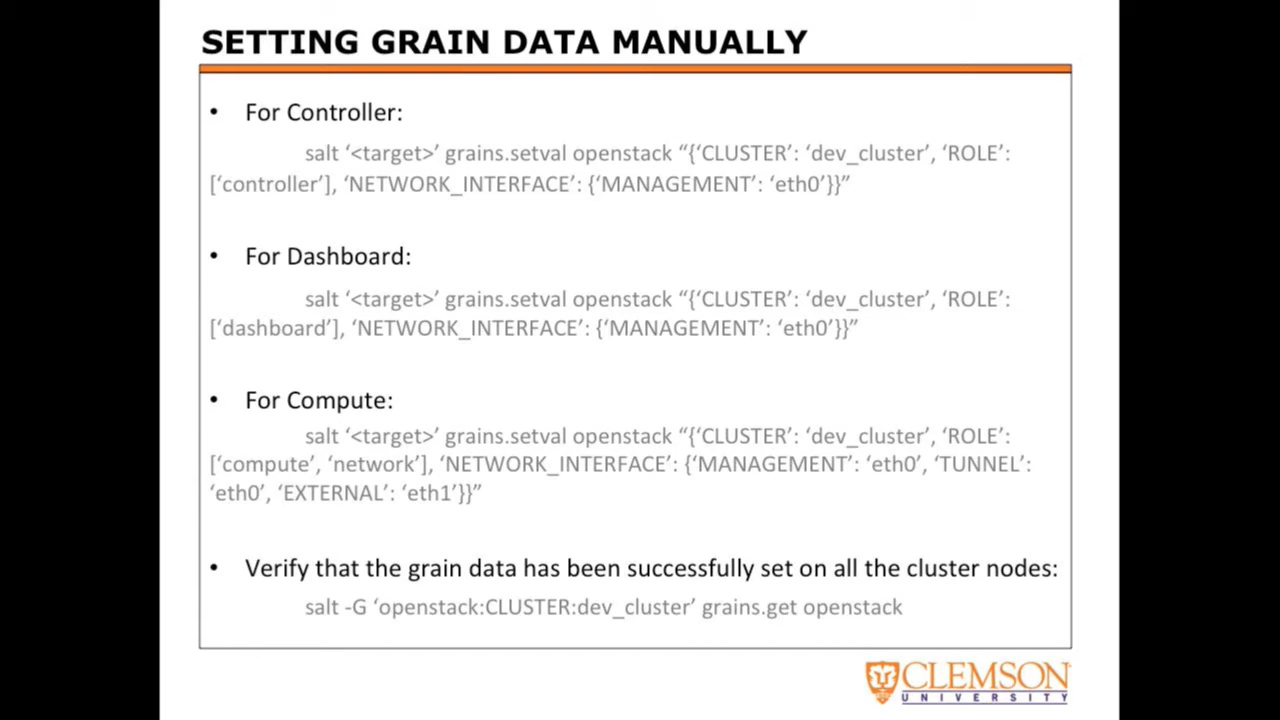 SETTING GRAIN DATA MANUALLY
• For Controller:
salt ‘<target>’ grains.setval openstack “{‘CLUSTER’: ‘dev_cluster’, ‘ROLE’:
[‘controller’], ‘NETWORK_INTERFACE’: {‘MANAGEMENT’: ‘eth0’}}”
• For Dashboard:
salt ‘<target>’ grains.setval openstack “{‘CLUSTER’: ‘dev_cluster’, ‘ROLE’:
[‘dashboard’], ‘NETWORK_INTERFACE’: {‘MANAGEMENT’: ‘eth0’}}”
• For Compute:
salt ‘<target>’ grains.setval openstack “{‘CLUSTER’: ‘dev_cluster’, ‘ROLE’:
[‘compute’, ‘network’], ‘NETWORK_INTERFACE’: {‘MANAGEMENT’: ‘eth0’, ‘TUNNEL’:
‘eth0’, ‘EXTERNAL’: ‘eth1’}}”
• Verify that the grain data has been successfully set on all the cluster nodes:
salt -G ‘openstack:CLUSTER:dev_cluster’ grains.get openstack
CLEMSON
UNIVERSITY